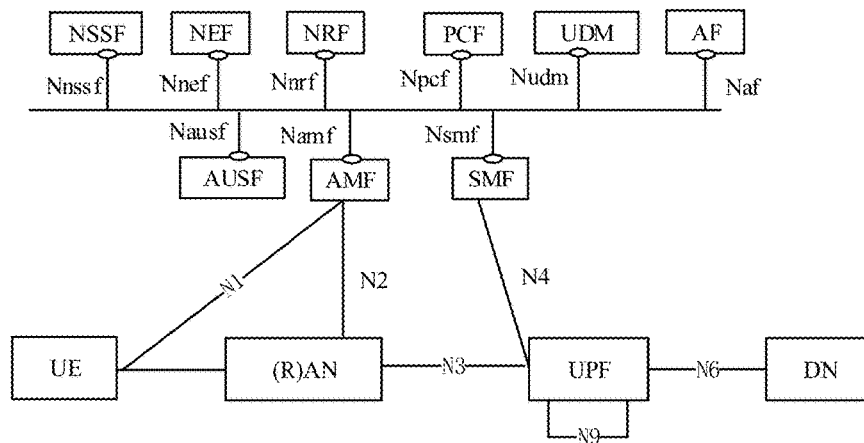 NSSF NEF NRF PCF UDM AF
Nnssf Nnef Nnrf Npcf Nudm Naf
Nausf Namf Nsmf
AUSF AMF SMF
N1 N2 N4
UE (R)AN N3 UPF N6 DN
N9